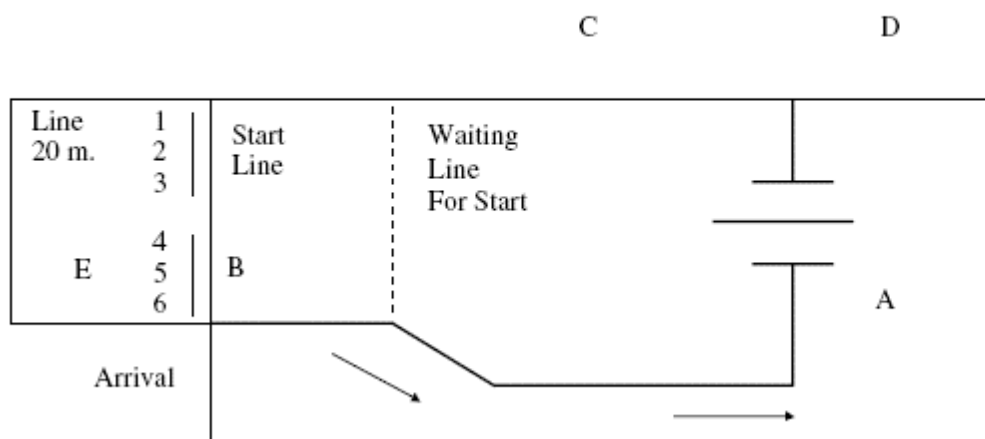 C
D
Line
20 m.
1
2
3
4
5
6
E
Start
Line
B
Waiting
Line
For Start
A
Arrival